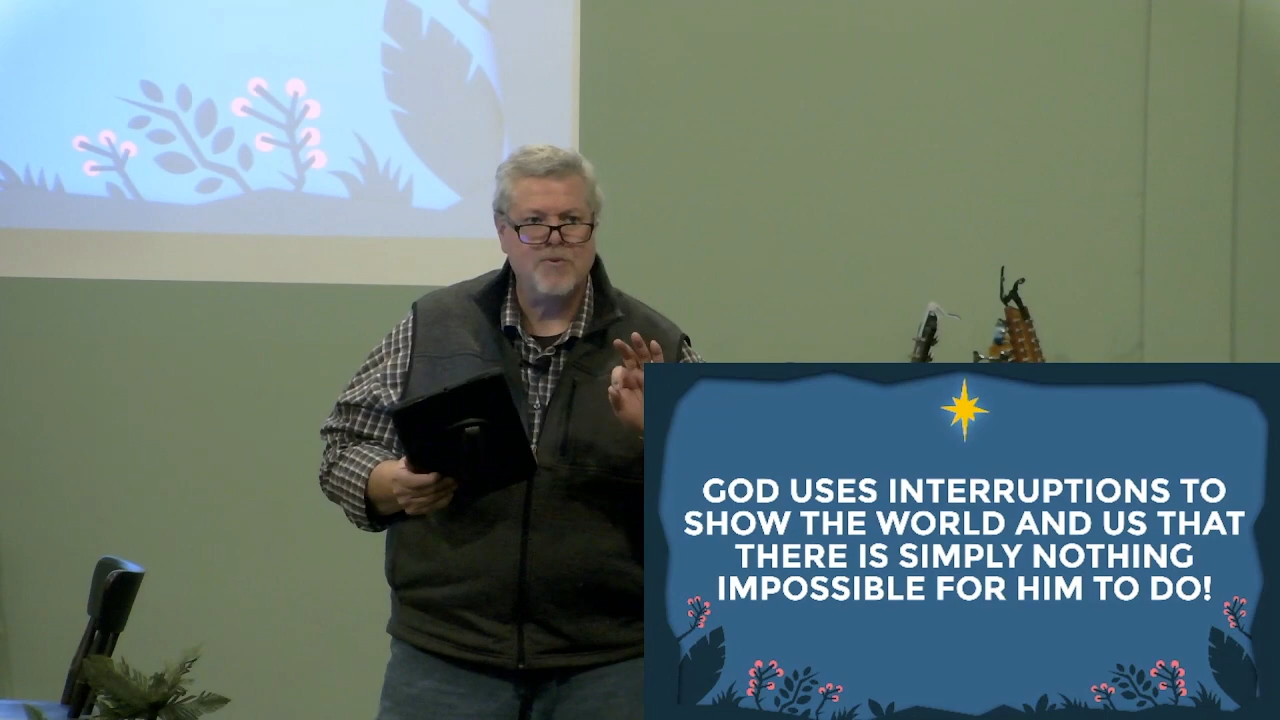 GOD USES INTERRUPTIONS TO
SHOW THE WORLD AND US THAT
THERE IS SIMPLY NOTHING
IMPOSSIBLE FOR HIM TO DO!